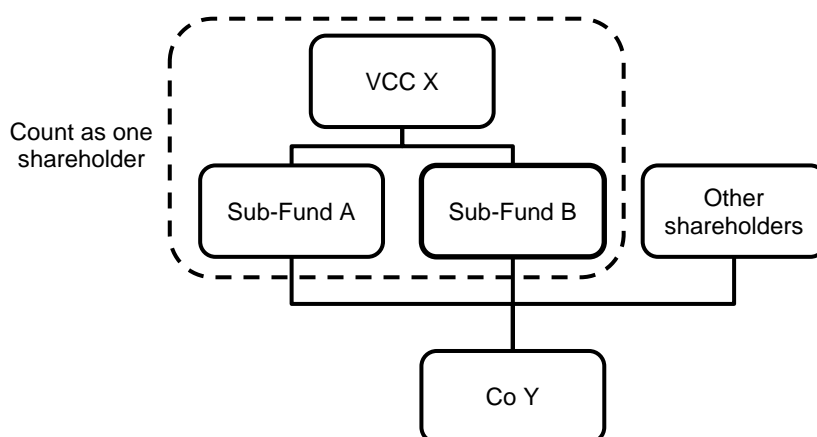 VCC X
Count as one
shareholder
Sub-Fund A
Sub-Fund B
Other
shareholders
Co Y